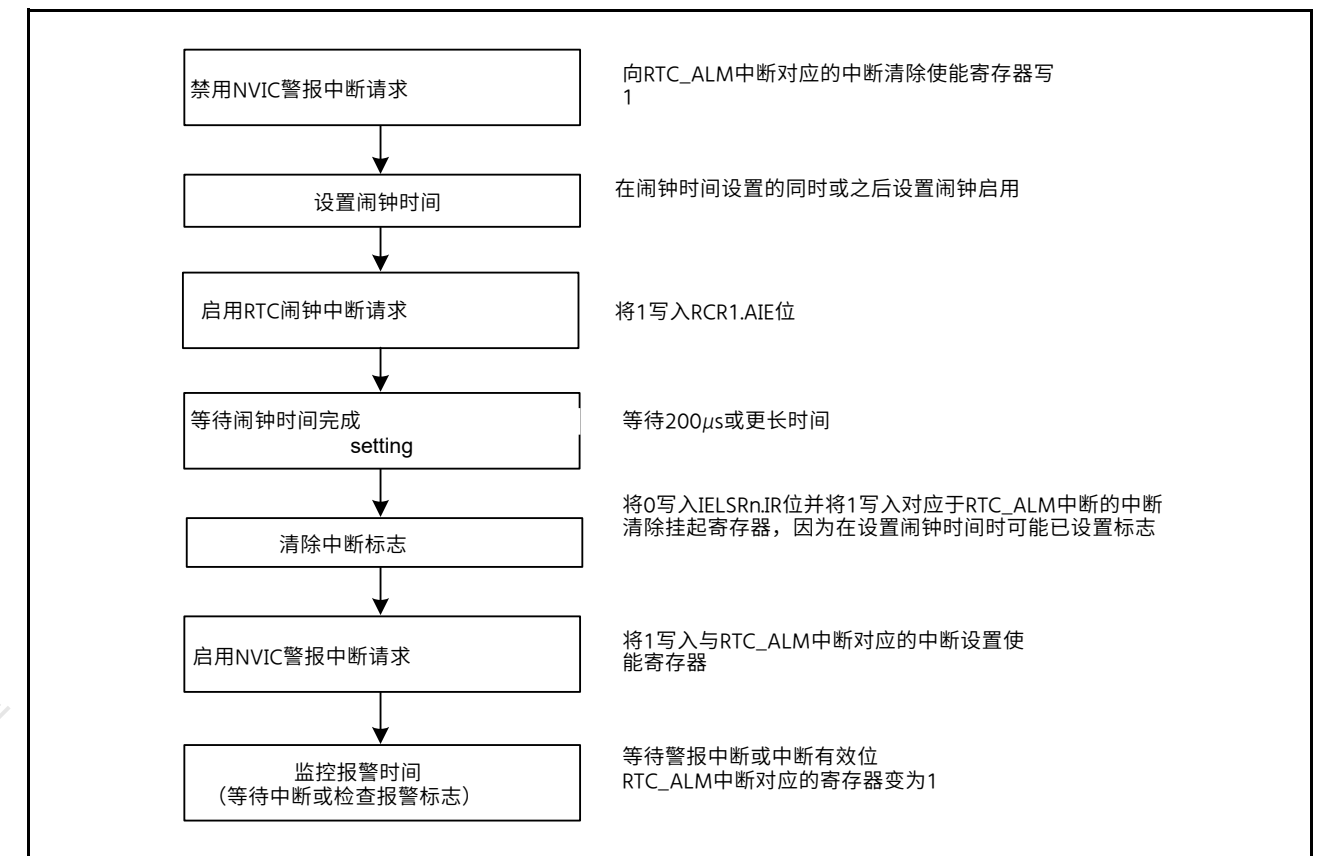 禁用NVIC警报中断请求
向RTC_ALM中断对应的中断清除使能寄存器写
1
设置闹钟时间
在闹钟时间设置的同时或之后设置闹钟启用
启用RTC闹钟中断请求
将1写入RCR1.AIE位
等待闹钟时间完成
setting
等待200μs或更长时间
清除中断标志
将0写入IELSRn.IR位并将1写入对应于RTC_ALM中断的中断
清除挂起寄存器，因为在设置闹钟时间时可能已设置标志
启用NVIC警报中断请求
将1写入与RTC_ALM中断对应的中断设置使
能寄存器
监控报警时间
（等待中断或检查报警标志）
等待警报中断或中断有效位
RTC_ALM中断对应的寄存器变为1